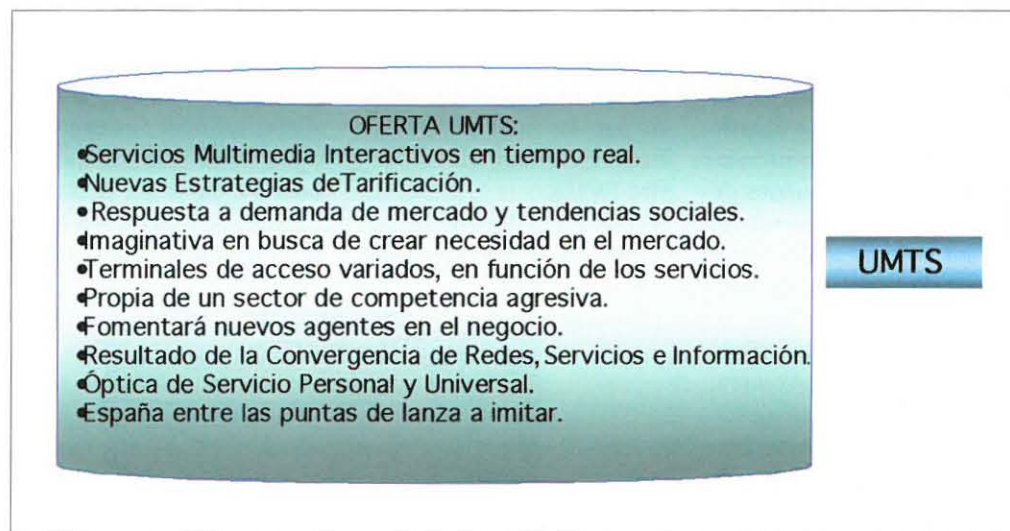 OFERTA UMTS:
•Servicios Multimedia Interactivos en tiempo real.
•Nuevas Estrategias deTarificación.
• Respuesta a demanda de mercado y tendencias sociales.
•Imaginativa en busca de crear necesidad en el mercado.
•Terminales de acceso variados, en función de los servicios.
•Propia de un sector de competencia agresiva.
•Fomentará nuevos agentes en el negocio.
•Resultado de la Convergencia de Redes, Servicios e Información.
•Óptica de Servicio Personal y Universal.
•España entre las puntas de lanza a imitar.
UMTS